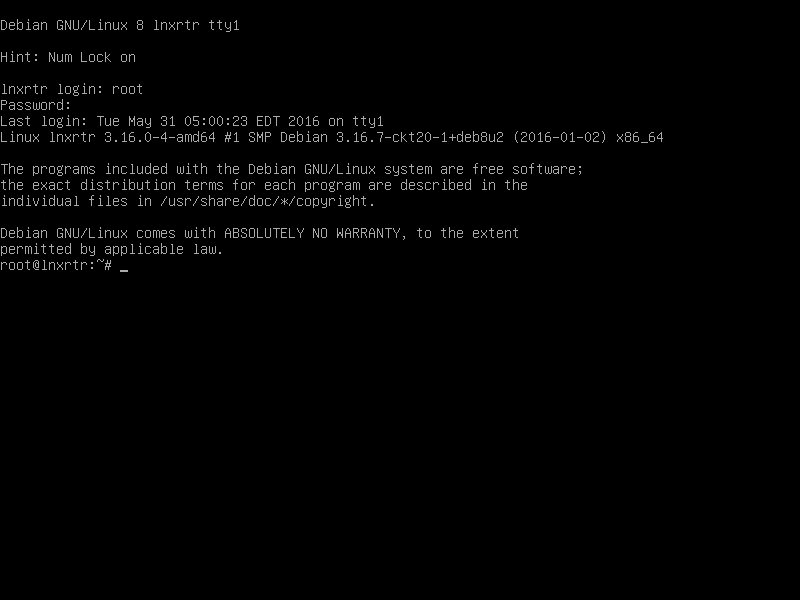 Debian GNU/Linux 8 lnxrtr tty1
Hint: Num Lock on
lnxrtr login: root
Password:
Last login: Tue May 31 05:00:23 EDT 2016 on tty1
Linux lnxrtr 3.16.0-4-amd64 #1 SMP Debian 3.16.7-ckt20-1+deb8u2 (2016-01-02) x86_64
The programs included with the Debian GNU/Linux system are free software;
the exact distribution terms for each program are described in the
individual files in /usr/share/doc/*/copyright.
Debian GNU/Linux comes with ABSOLUTELY NO WARRANTY, to the extent
permitted by applicable law.
root@lnxrtr:~# _